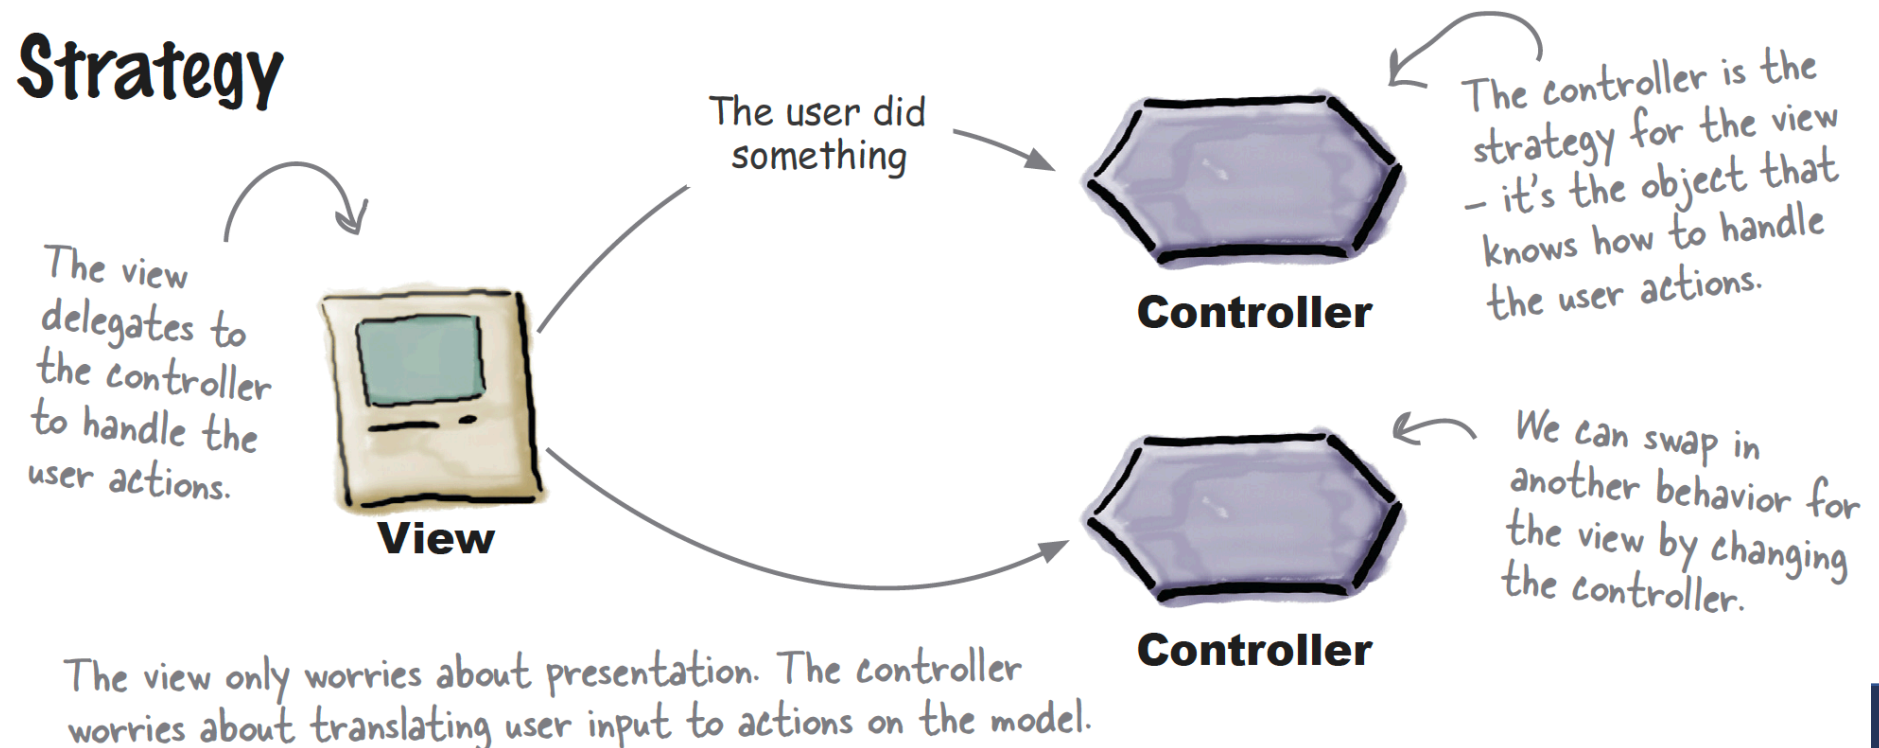 Strategy
The user did
something
The controller is the
strategy for the view
– it's the object that
knows how to handle
the user actions.
The view
delegates to
the controller
to handle the
user actions.
Controller
View
We can swap in
another behavior for
the view by changing
the controller.
Controller
The view only worries about presentation. The controller
worries about translating user input to actions on the model.